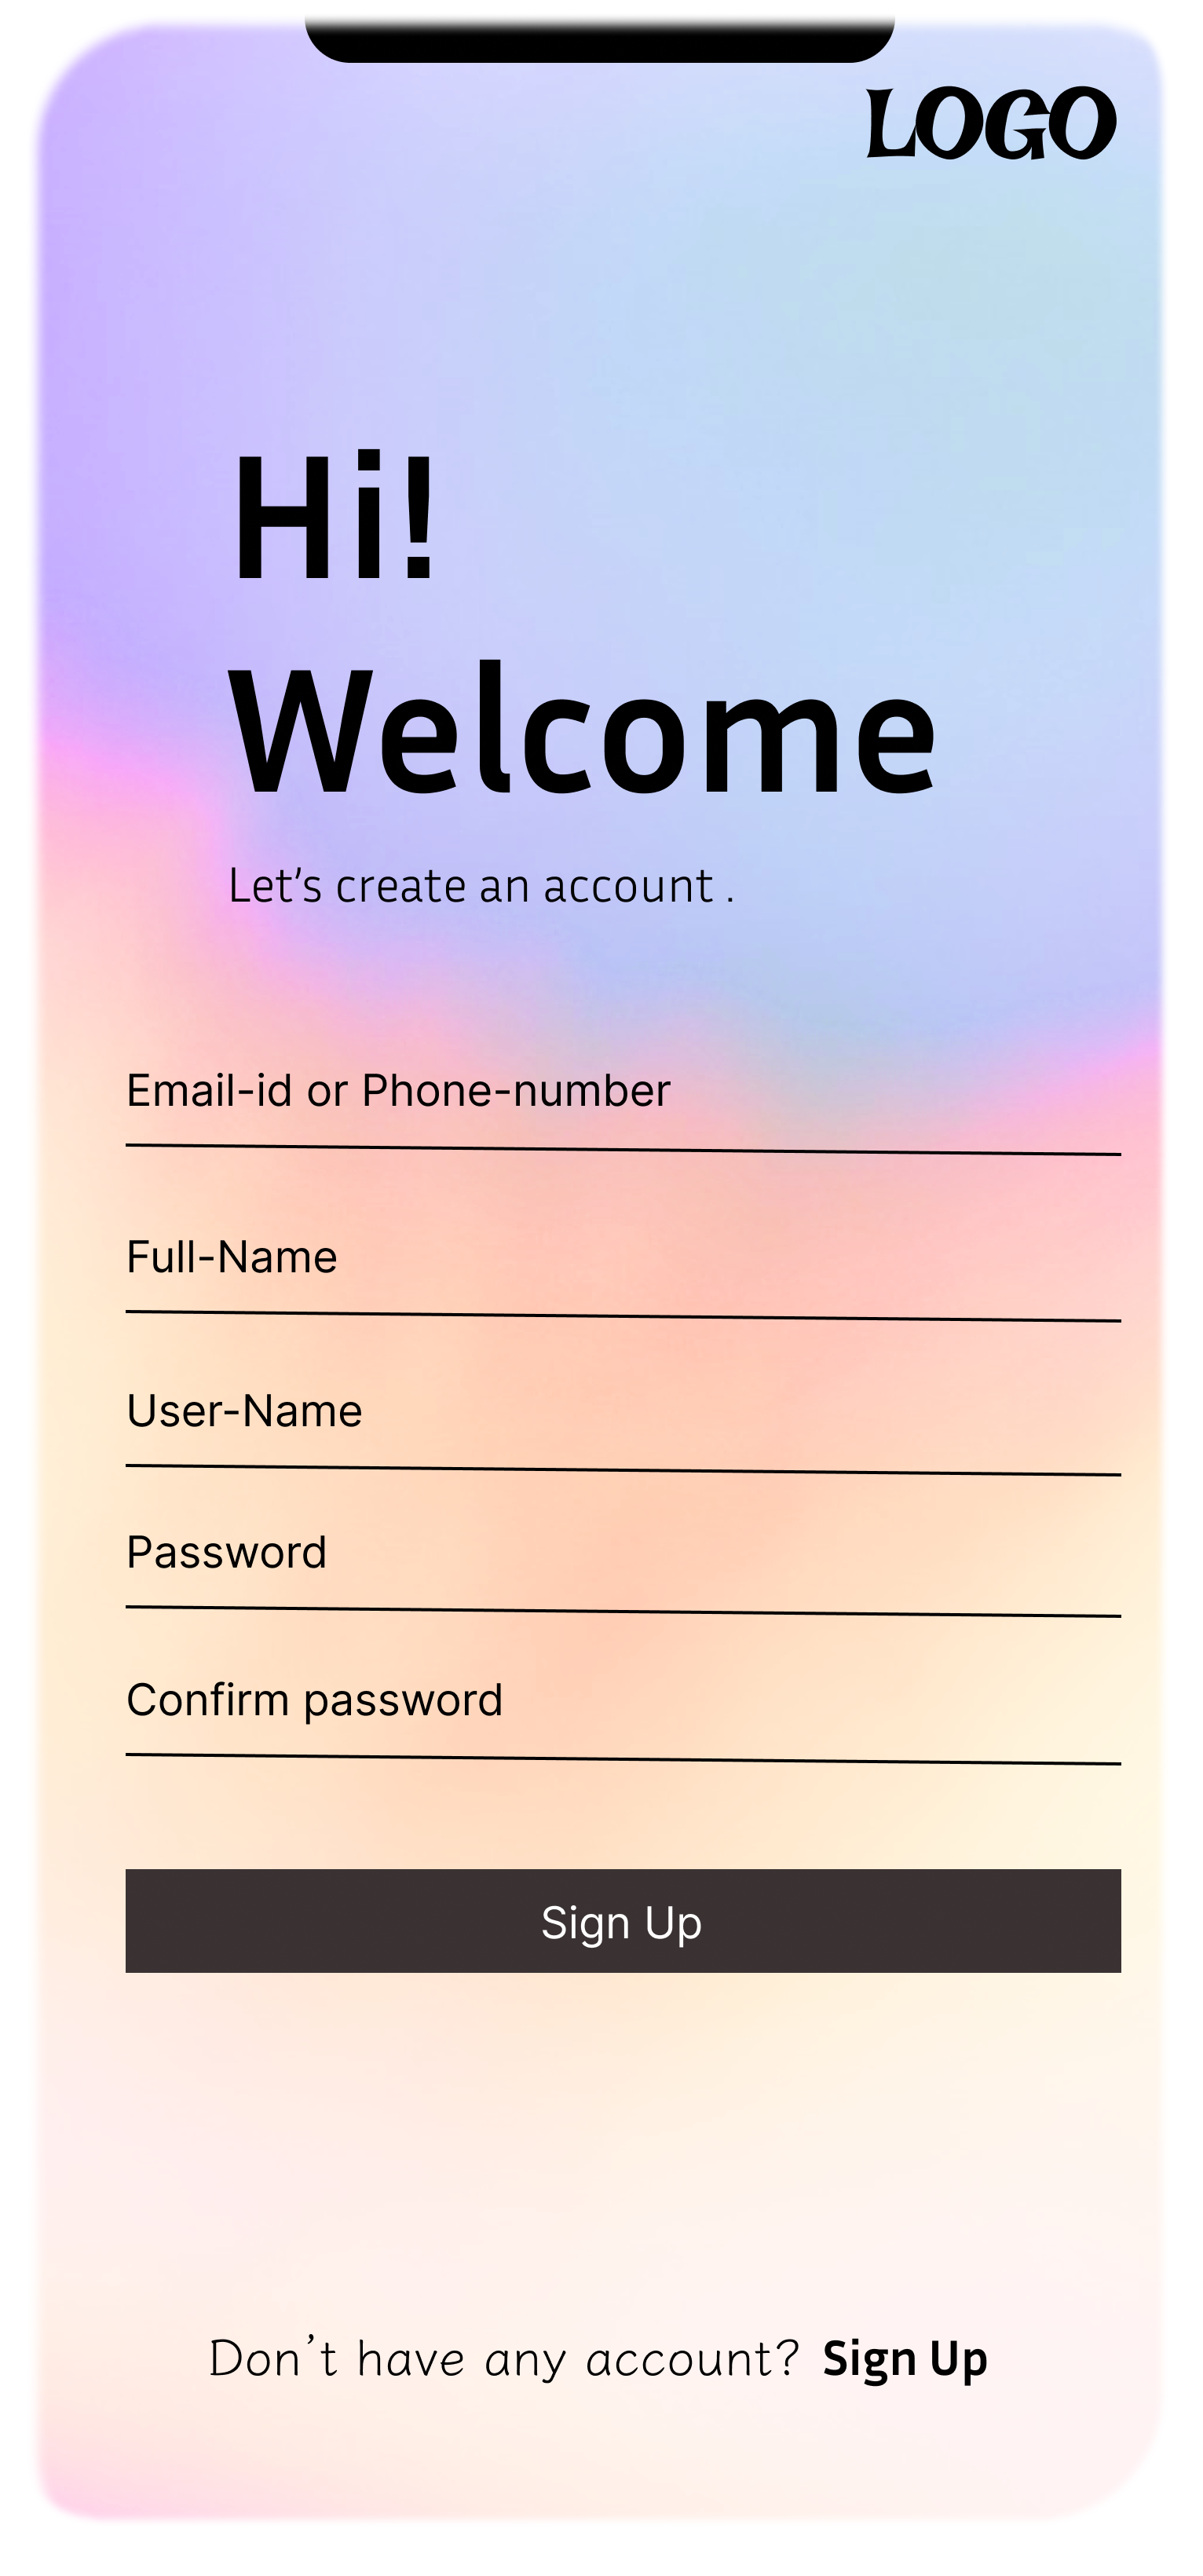 LOGO
Hi!
Welcome
Let's create an account .
Email-id or Phone-number
Full-Name
User-Name
Password
Confirm password
Sign Up
Don't have any account? Sign Up